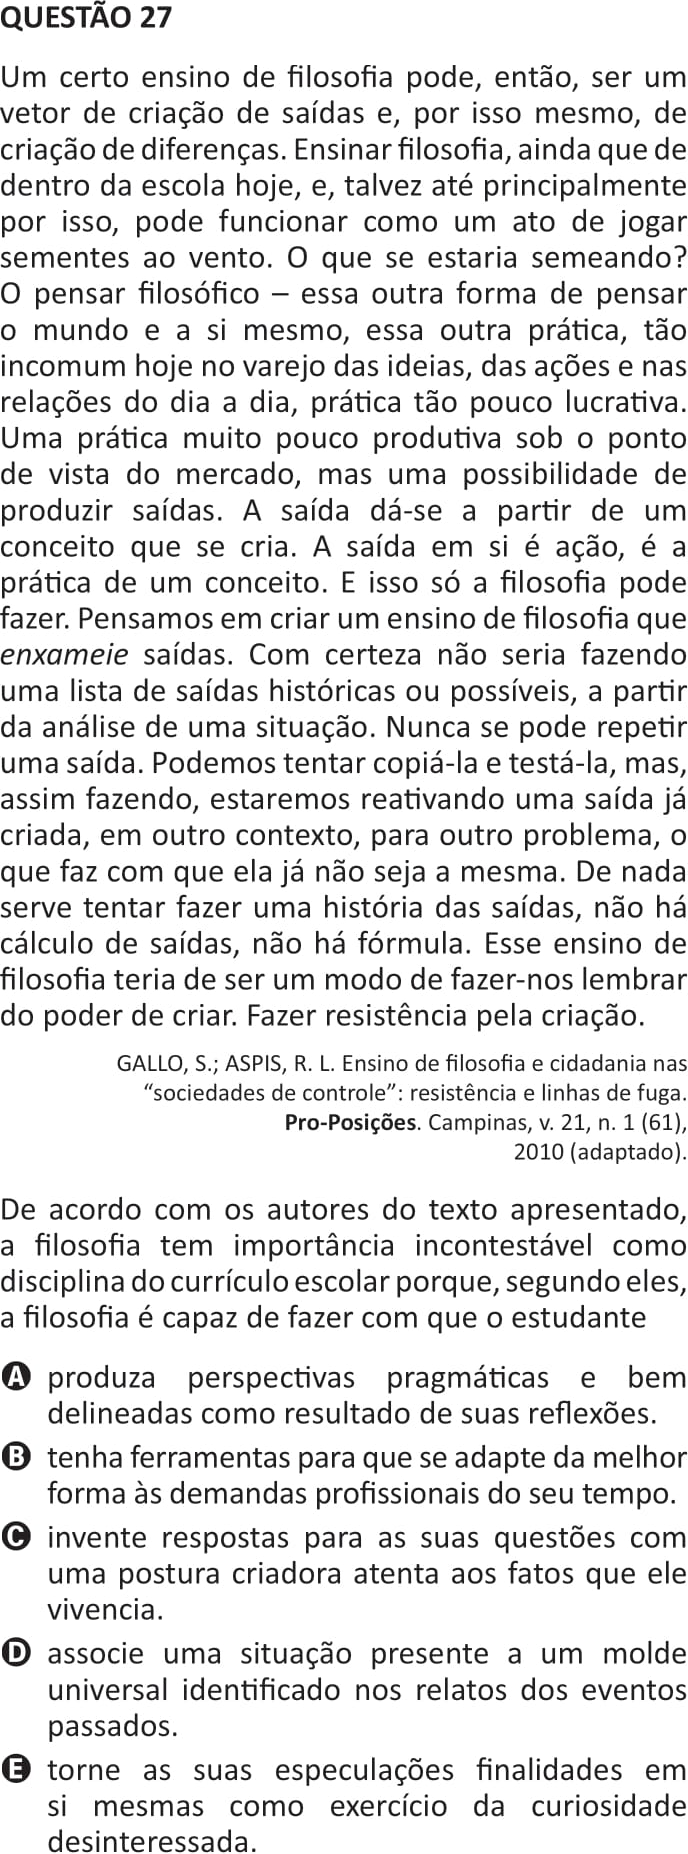 QUESTÃO 27
Um certo ensino de filosofia pode, então, ser um
vetor de criação de saídas e, por isso mesmo, de
criação de diferenças. Ensinar filosofia, ainda que de
dentro da escola hoje, e, talvez até principalmente
por isso, pode funcionar como um ato de jogar
sementes ao vento. O que se estaria semeando?
O pensar filosófico – essa outra forma de pensar
o mundo e a si mesmo, essa outra prática, tão
incomum hoje no varejo das ideias, das ações e nas
relações do dia a dia, prática tão pouco lucrativa.
Uma prática muito pouco produtiva sob o ponto
de vista do mercado, mas uma possibilidade de
produzir saídas. A saída dá-se a partir de um
conceito que se cria. A saída em si é ação, é a
prática de um conceito. E isso só a filosofia pode
fazer. Pensamos em criar um ensino de filosofia que
enxameie saídas. Com certeza não seria fazendo
uma lista de saídas históricas ou possíveis, a partir
da análise de uma situação. Nunca se pode repetir
uma saída. Podemos tentar copiá-la e testá-la, mas,
assim fazendo, estaremos reativando uma saída já
criada, em outro contexto, para outro problema, o
que faz com que ela já não seja a mesma. De nada
serve tentar fazer uma história das saídas, não há
cálculo de saídas, não há fórmula. Esse ensino de
filosofia teria de ser um modo de fazer-nos lembrar
do poder de criar. Fazer resistência pela criação.
GALLO, S.; ASPIS, R. L. Ensino de filosofia e cidadania nas
“sociedades de controle”: resistência e linhas de fuga.
Pro-Posições. Campinas, v. 21, n. 1 (61),
2010 (adaptado).
De acordo com os autores do texto apresentado,
a filosofia tem importância incontestável como
disciplina do currículo escolar porque, segundo eles,
a filosofia é capaz de fazer com que o estudante
A produza perspectivas pragmáticas e bem
delineadas como resultado de suas reflexões.
B tenha ferramentas para que se adapte da melhor
forma às demandas profissionais do seu tempo.
C invente respostas para as suas questões com
uma postura criadora atenta aos fatos que ele
vivencia.
D associe uma situação presente a um molde
universal identificado nos relatos dos eventos
passados.
E torne as suas especulações finalidades em
si mesmas como exercício da curiosidade
desinteressada.